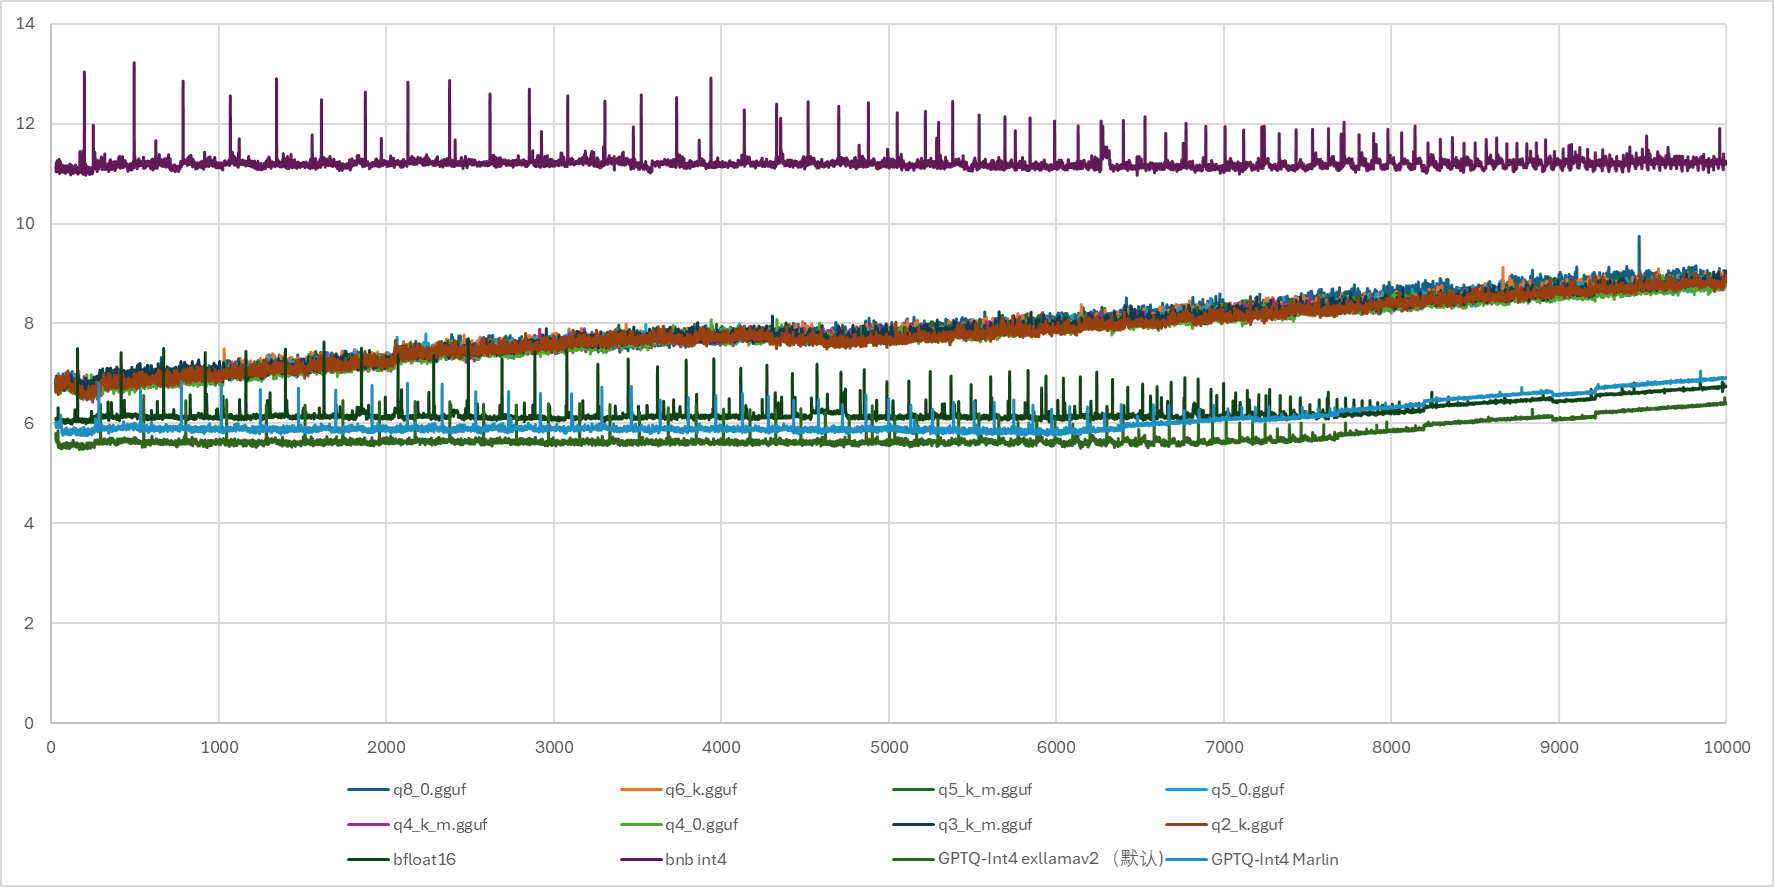 14
12
10
8
6
4
2
0
0 1000 2000 3000 4000 5000 6000 7000 8000 9000 10000
q8_0.gguf q6_k.gguf q5_k_m.gguf q5_0.gguf
q4_k_m.gguf q4_0.gguf q3_k_m.gguf q2_k.gguf
bfloat16 bnb int4 GPTQ-Int4 exllamav2 （默认) GPTQ-Int4 Marlin